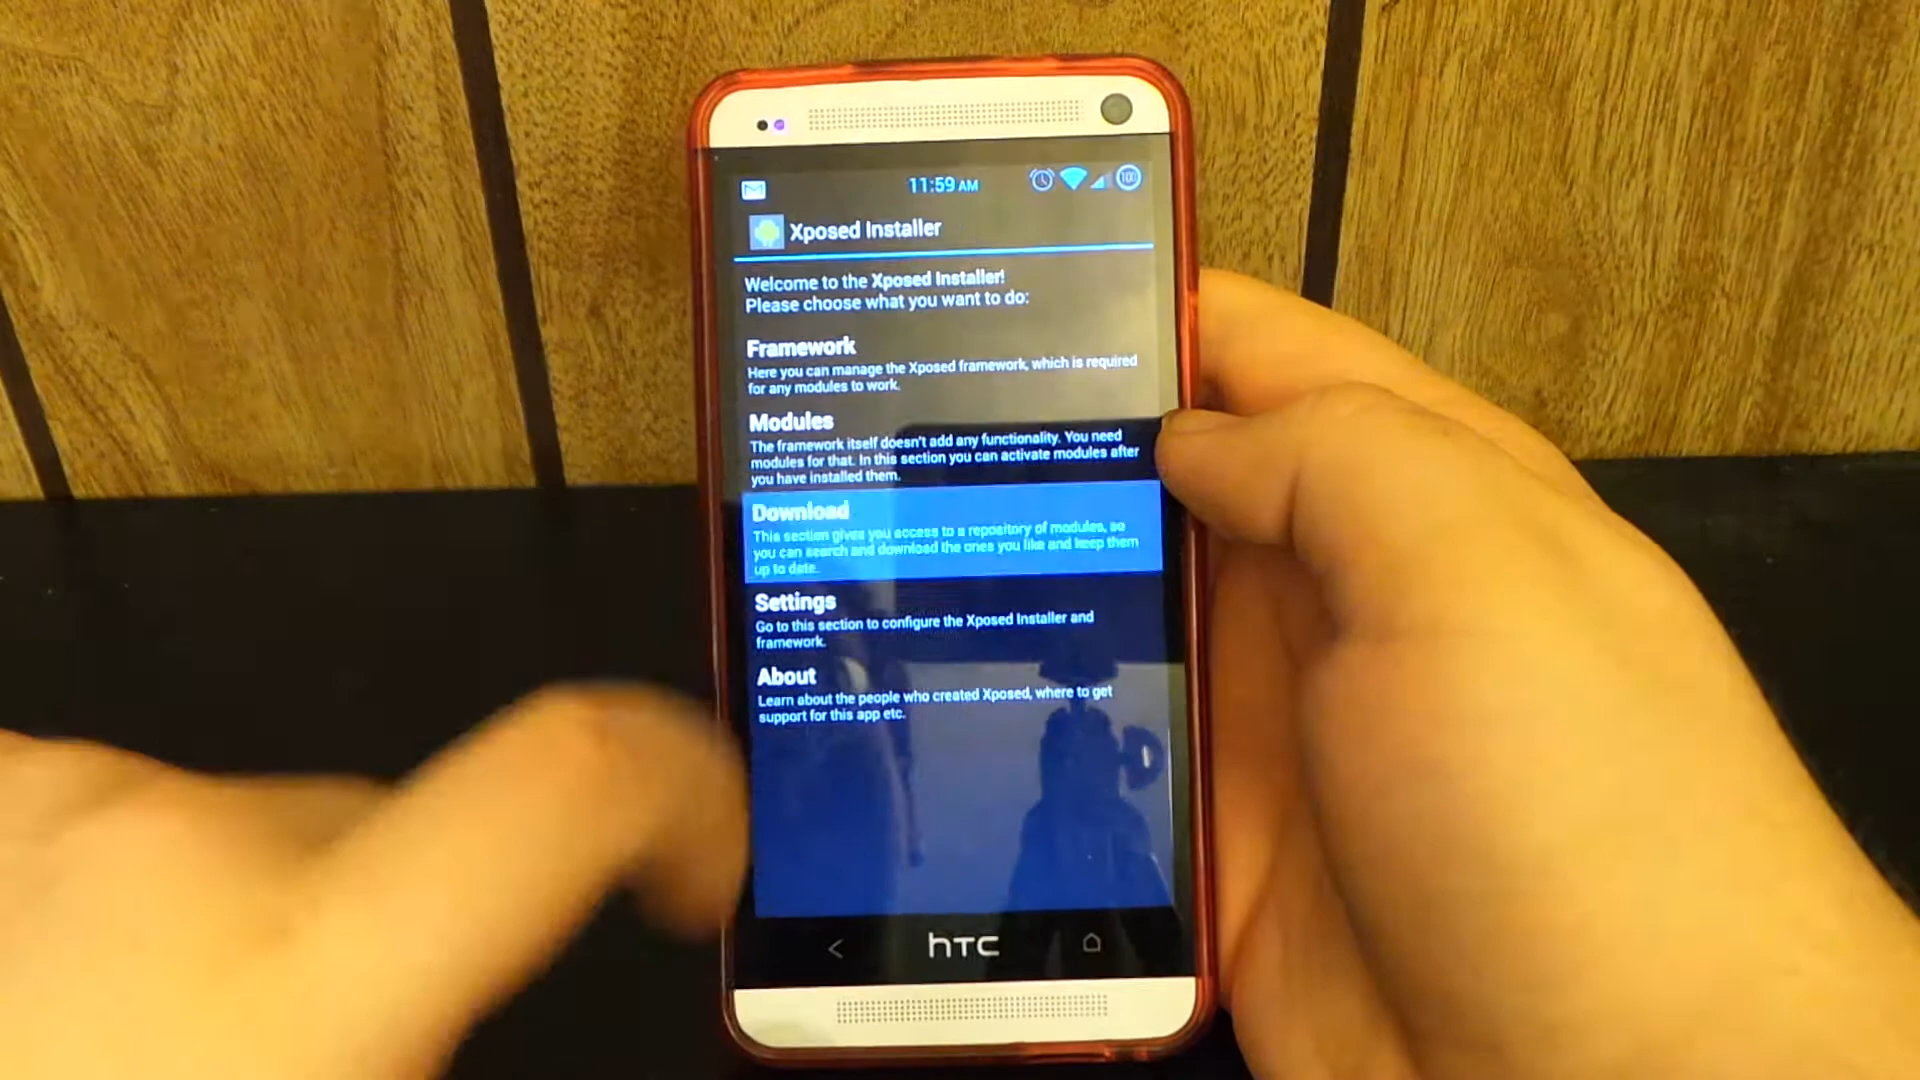 11:59 AM
100
Xposed Installer
Welcome to the Xposed Installer!
Please choose what you want to do:
Framework
Here you can manage the Xposed framework, which is required
for any modules to work.
Modules
The framework itself doesn't add any functionality. You need
modules for that. In this section you can activate modules after
you have installed them.
Download
This section gives you access to a repository of modules, so
you can search and download the ones you like and keep them
up to date.
Settings
Go to this section to configure the Xposed Installer and
framework.
About
Learn about the people who created Xposed, where to get
support for this app etc.
hTC